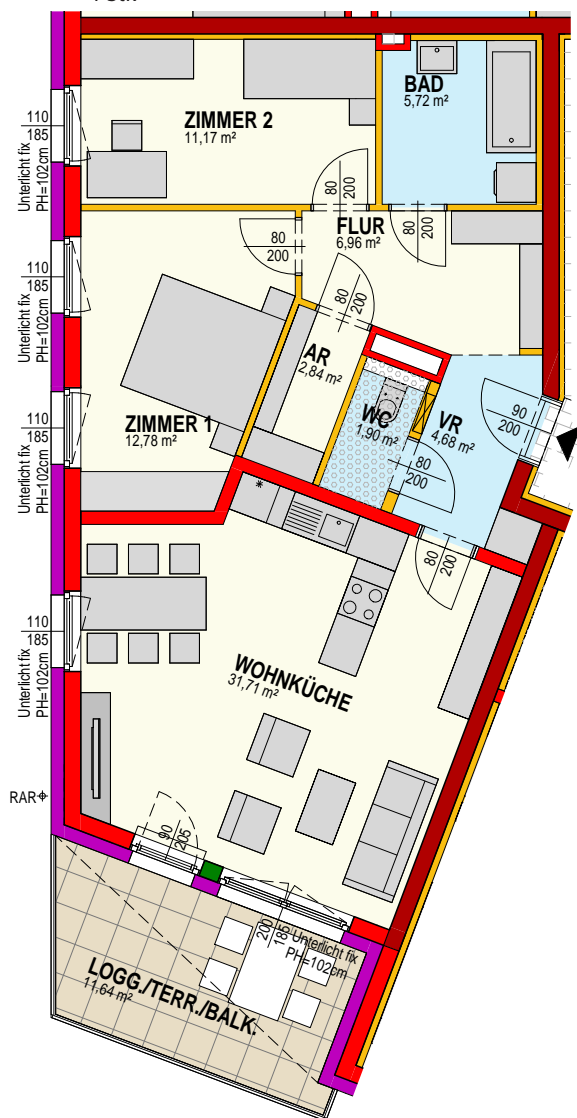 ZIMMER 2
11,17 m²
BAD
5,72 m²
110
185
Unterlicht fix
PH=102cm
80
200
80
200
FLUR
6,96 m²
80
200
110
185
Unterlicht fix
PH=102cm
80
200
AR
2,84 m²
ZIMMER 1
12,78 m²
110
185
Unterlicht fix
PH=102cm
WC
1,90 m²
VR
4,68 m²
90
200
80
200
80
200
110
185
Unterlicht fix
PH=102cm
WOHNKÜCHE
31,71 m²
RAR
90
205
200
185
Unterlicht fix
PH=102cm
LOGG./TERR./BALK.
11,64 m²